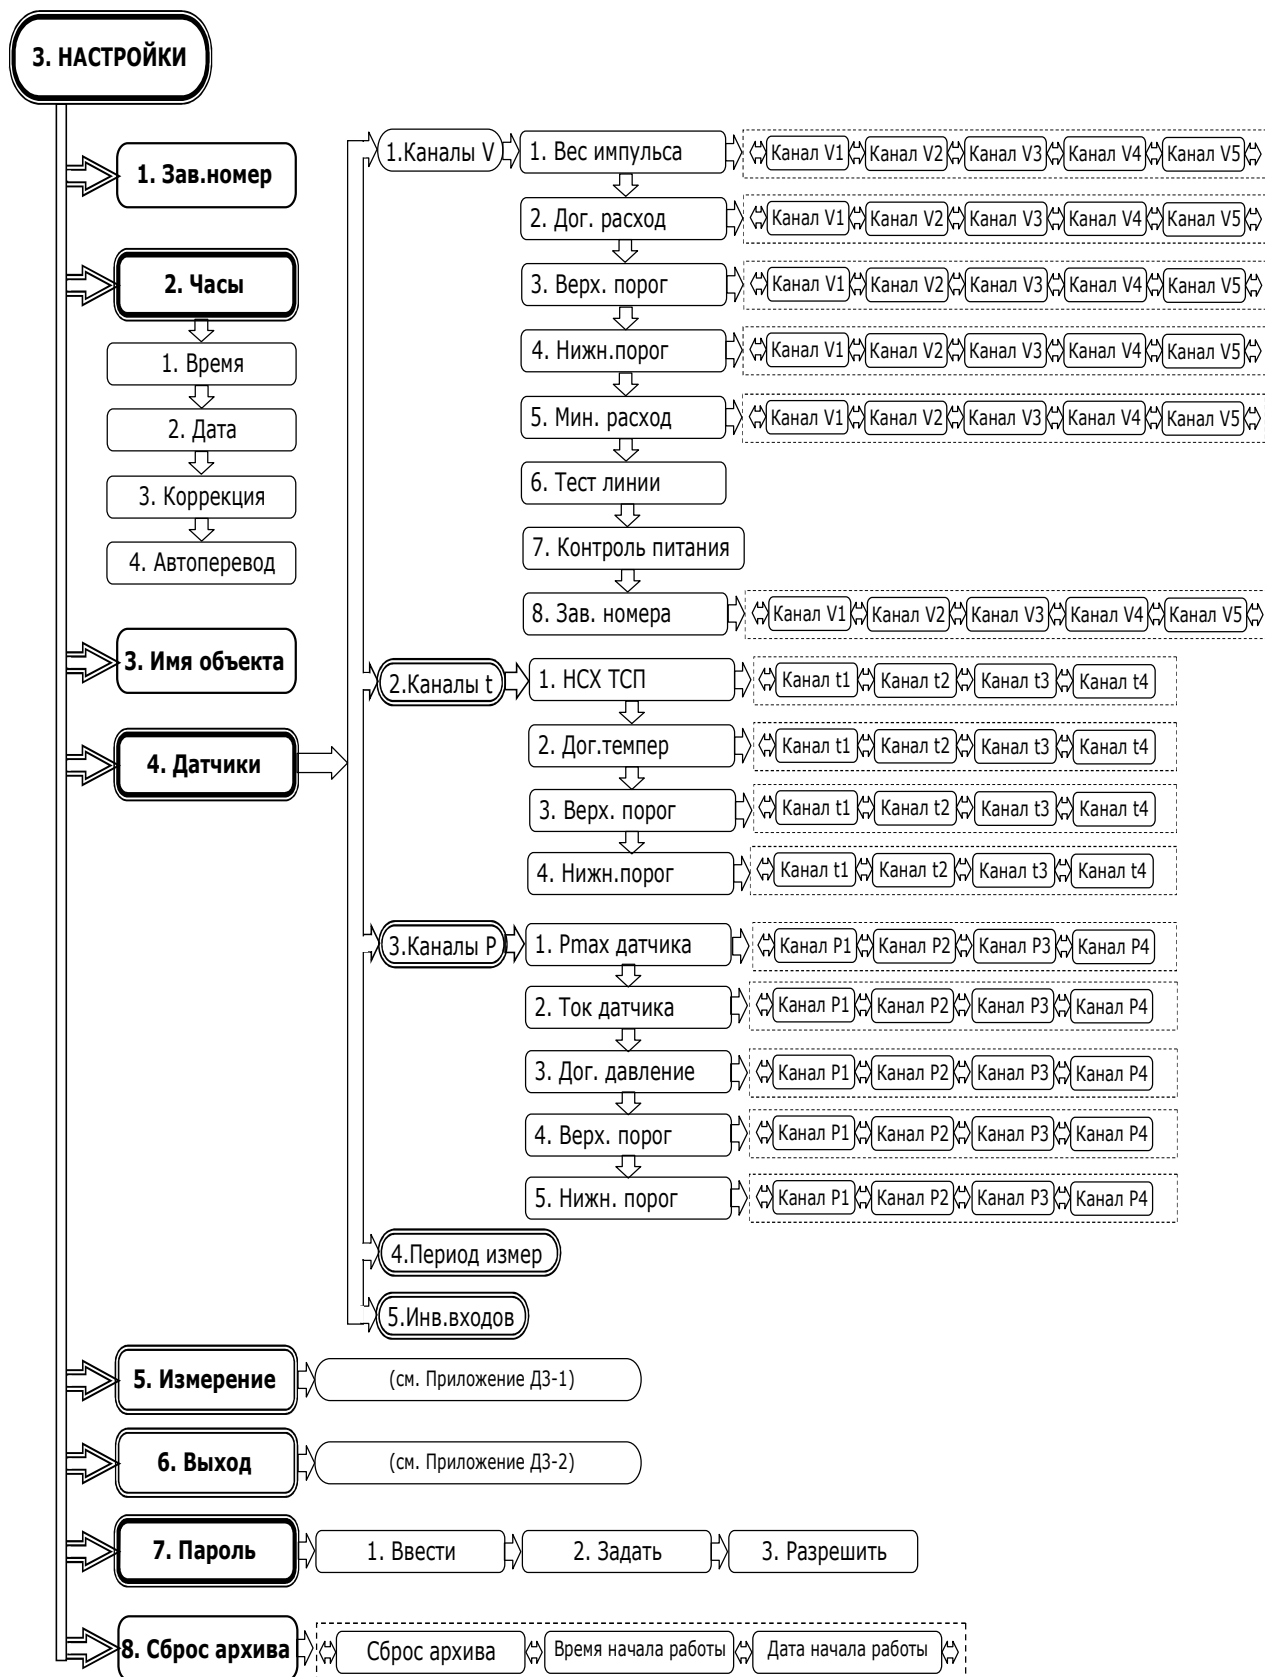 3. НАСТРОЙКИ
1. Зав.номер
2. Часы
1. Время
2. Дата
3. Коррекция
4. Автоперевод
3. Имя объекта
4. Датчики
1.Каналы V
1. Вес импульса
Канал V1 Канал V2 Канал V3 Канал V4 Канал V5
2. Дог. расход
Канал V1 Канал V2 Канал V3 Канал V4 Канал V5
3. Верх. порог
Канал V1 Канал V2 Канал V3 Канал V4 Канал V5
4. Нижн.порог
Канал V1 Канал V2 Канал V3 Канал V4 Канал V5
5. Мин. расход
Канал V1 Канал V2 Канал V3 Канал V4 Канал V5
6. Тест линии
7. Контроль питания
8. Зав. номера
Канал V1 Канал V2 Канал V3 Канал V4 Канал V5
2.Каналы t
1. НСХ ТСП
Канал t1 Канал t2 Канал t3 Канал t4
2. Дог.темпер
Канал t1 Канал t2 Канал t3 Канал t4
3. Верх. порог
Канал t1 Канал t2 Канал t3 Канал t4
4. Нижн.порог
Канал t1 Канал t2 Канал t3 Канал t4
3.Каналы P
1. Pmax датчика
Канал P1 Канал P2 Канал P3 Канал P4
2. Ток датчика
Канал P1 Канал P2 Канал P3 Канал P4
3. Дог. давление
Канал P1 Канал P2 Канал P3 Канал P4
4. Верх. порог
Канал P1 Канал P2 Канал P3 Канал P4
5. Нижн. порог
Канал P1 Канал P2 Канал P3 Канал P4
4.Период измер
5.Инв.входов
5. Измерение
(см. Приложение Д3-1)
6. Выход
(см. Приложение Д3-2)
7. Пароль
1. Ввести
2. Задать
3. Разрешить
8. Сброс архива
Сброс архива
Время начала работы
Дата начала работы